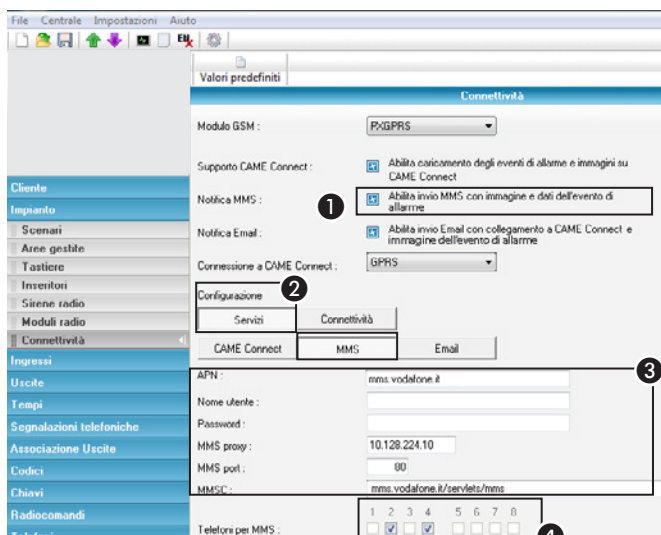 File Centrale Impostazioni Aiuto
Valori predefiniti
Connettività
Modulo GSM : RXGPRS
Supporto CAME Connect : Abilita caricamento degli eventi di allarme e immagini su
CAME Connect
Notifica MMS : 1 Abilita invio MMS con immagine e dati dell'evento di
allarme
Notifica Email : Abilita invio Email con collegamento a CAME Connect e
immagine dell'evento di allarme
Connessione a CAME Connect : GPRS
Configurazione 2
Servizi Connettività
CAME Connect MMS Email
3
APN : mms.vodafone.it
Nome utente :
Password :
MMS proxy : 10.128.224.10
MMS port : 80
MMSC : mms.vodafone.it/servlets/mms
1 2 3 4 5 6 7 8
Telefoni per MMS : 4
Cliente
Impianto
Scenari
Aree gestite
Tastiere
Inseritori
Sirene radio
Moduli radio
Connettività
Ingressi
Uscite
Tempi
Segnalazioni telefoniche
Associazione Uscite
Codici
Chiavi
Radiocomandi